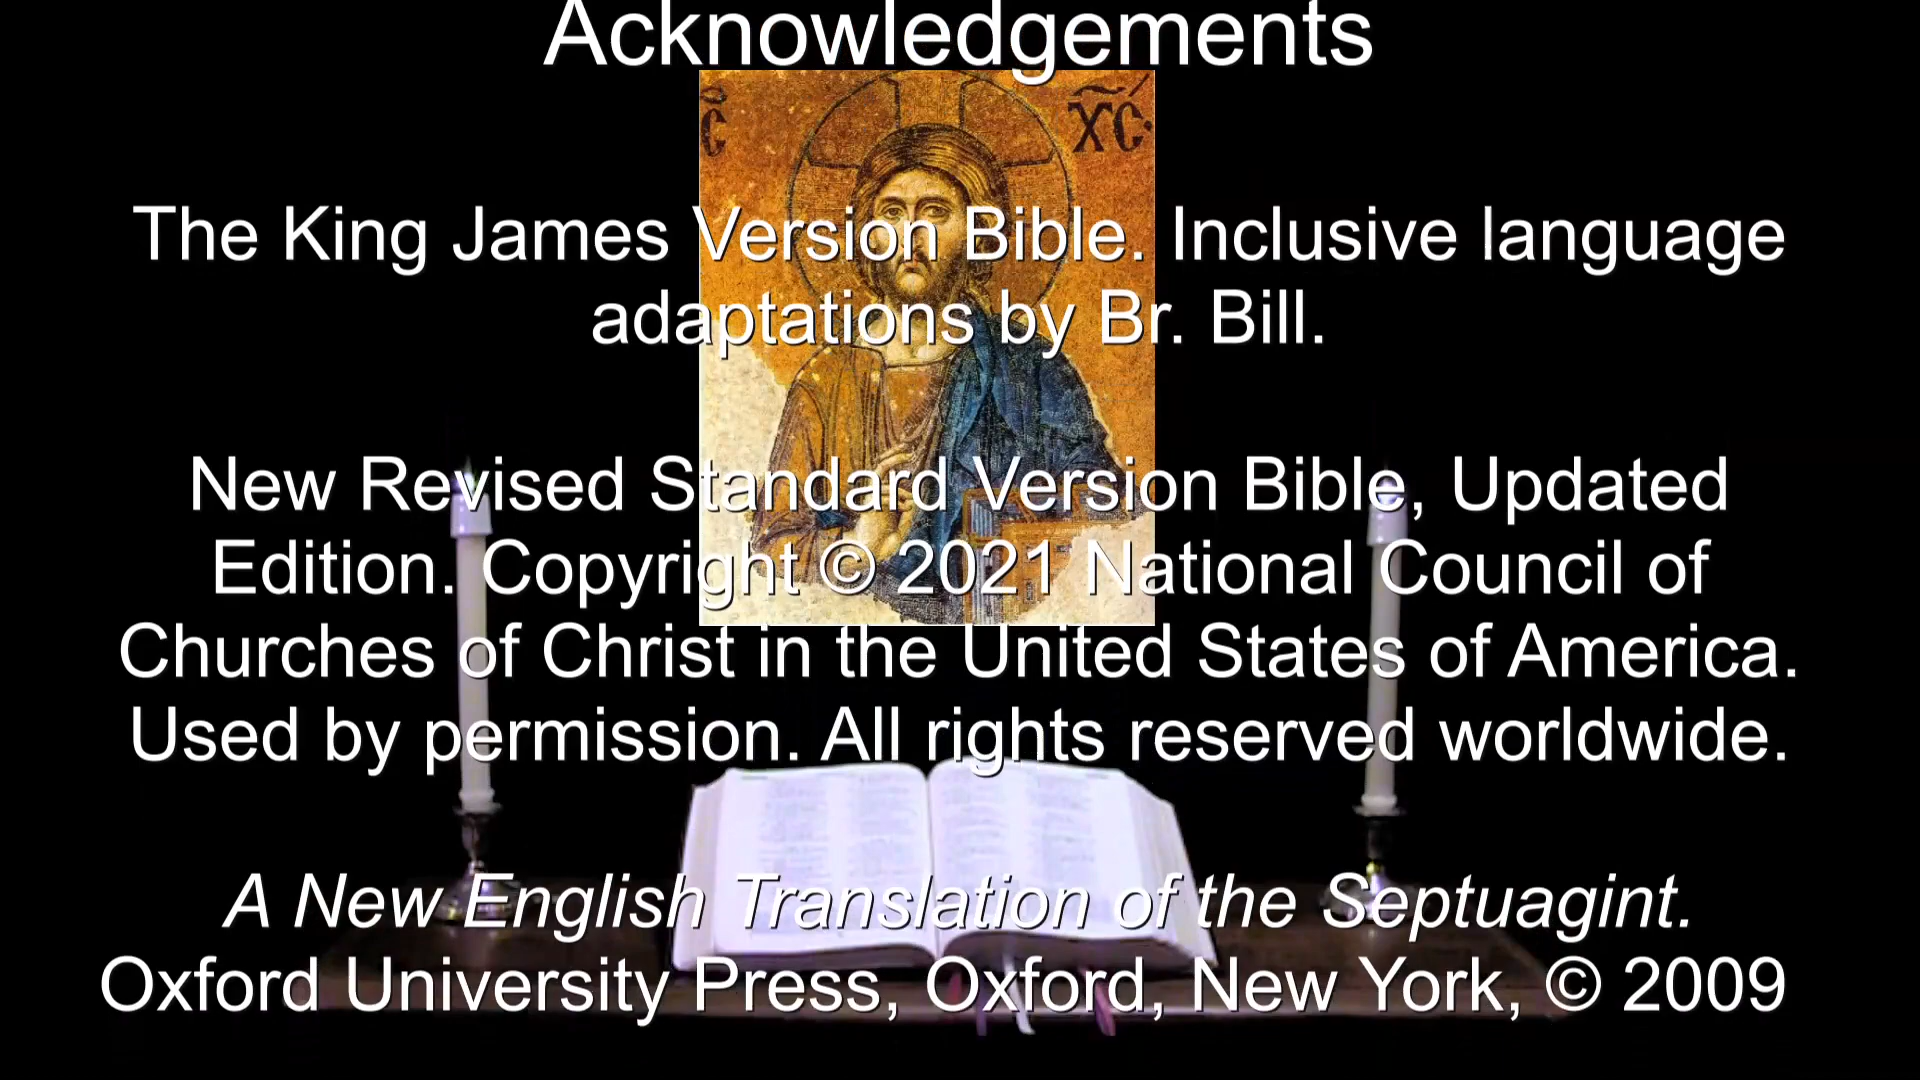 Acknowledgements
C
XC
The King James Version Bible. Inclusive language
adaptations by Br. Bill.
New Revised Standard Version Bible, Updated
Edition. Copyright © 2021 National Council of
Churches of Christ in the United States of America.
Used by permission. All rights reserved worldwide.
A New English Translation of the Septuagint.
Oxford University Press, Oxford, New York, © 2009